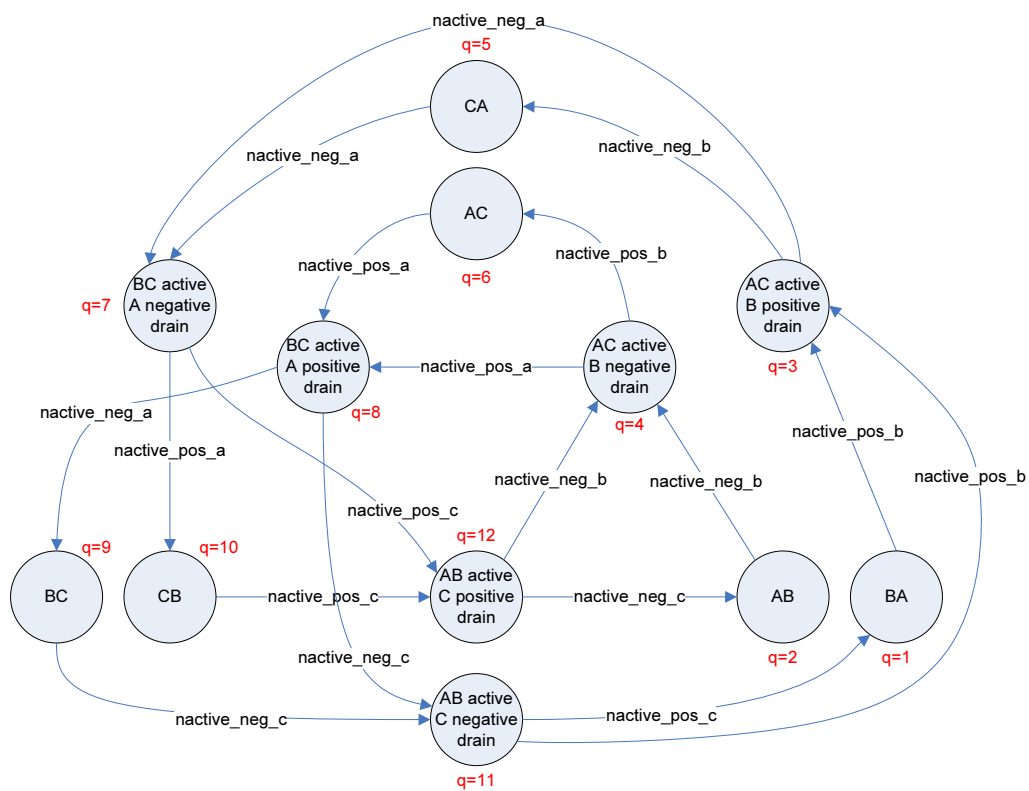 nactive_neg_a
q=5
CA
nactive_neg_b
nactive_neg_a
AC
nactive_pos_b
nactive_pos_a
q=6
BC active
A negative
drain
q=7
AC active
B positive
drain
q=3
BC active
A positive
drain
q=8
nactive_pos_a
AC active
B negative
drain
q=4
nactive_neg_a
nactive_pos_a
nactive_pos_b
nactive_pos_b
nactive_neg_b
nactive_neg_b
nactive_pos_c
q=12
q=9
q=10
BC
CB
nactive_pos_c
AB active
C positive
drain
nactive_neg_c
AB
BA
q=2
q=1
nactive_neg_c
AB active
C negative
drain
nactive_neg_c
nactive_pos_c
q=11